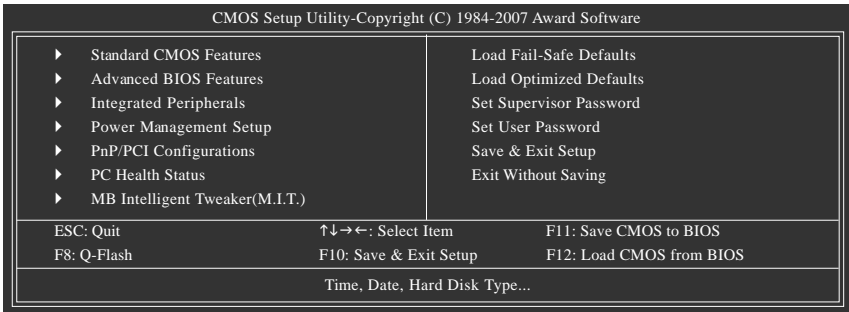 CMOS Setup Utility-Copyright (C) 1984-2007 Award Software
Standard CMOS Features
Advanced BIOS Features
Integrated Peripherals
Power Management Setup
PnP/PCI Configurations
PC Health Status
MB Intelligent Tweaker(M.I.T.)
Load Fail-Safe Defaults
Load Optimized Defaults
Set Supervisor Password
Set User Password
Save & Exit Setup
Exit Without Saving
ESC: Quit ↑↓→←: Select Item F11: Save CMOS to BIOS
F8: Q-Flash F10: Save & Exit Setup F12: Load CMOS from BIOS
Time, Date, Hard Disk Type...